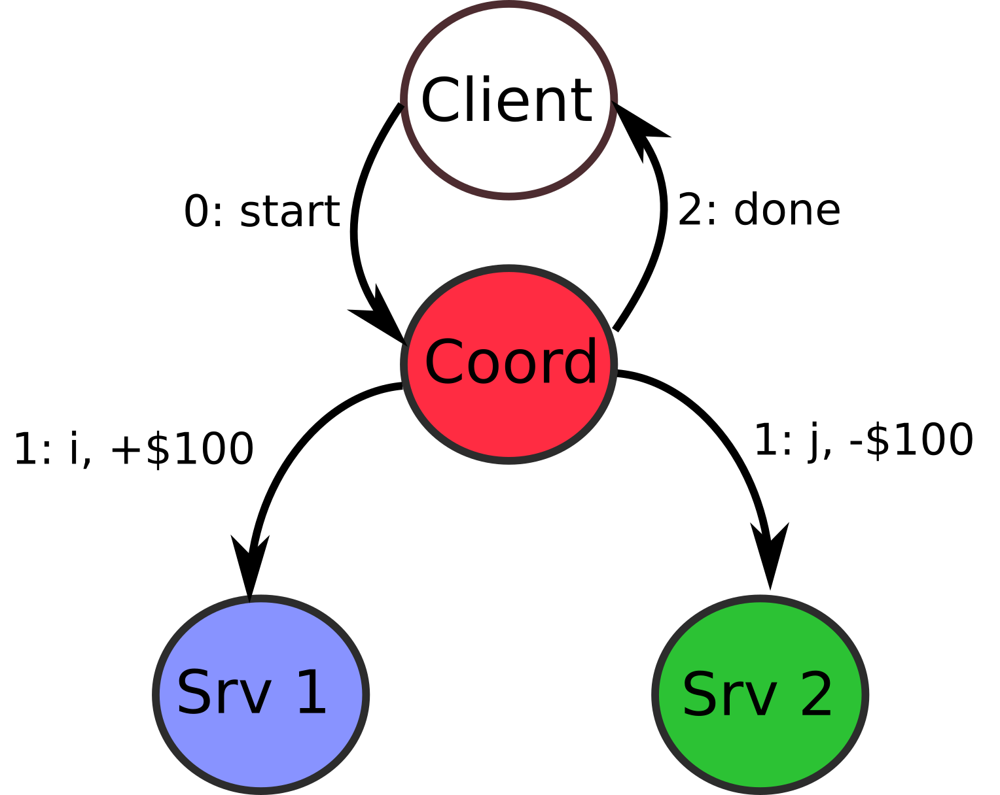 Client
0: start
2: done
Coord
1: i, +$100
1: j, -$100
Srv 1
Srv 2